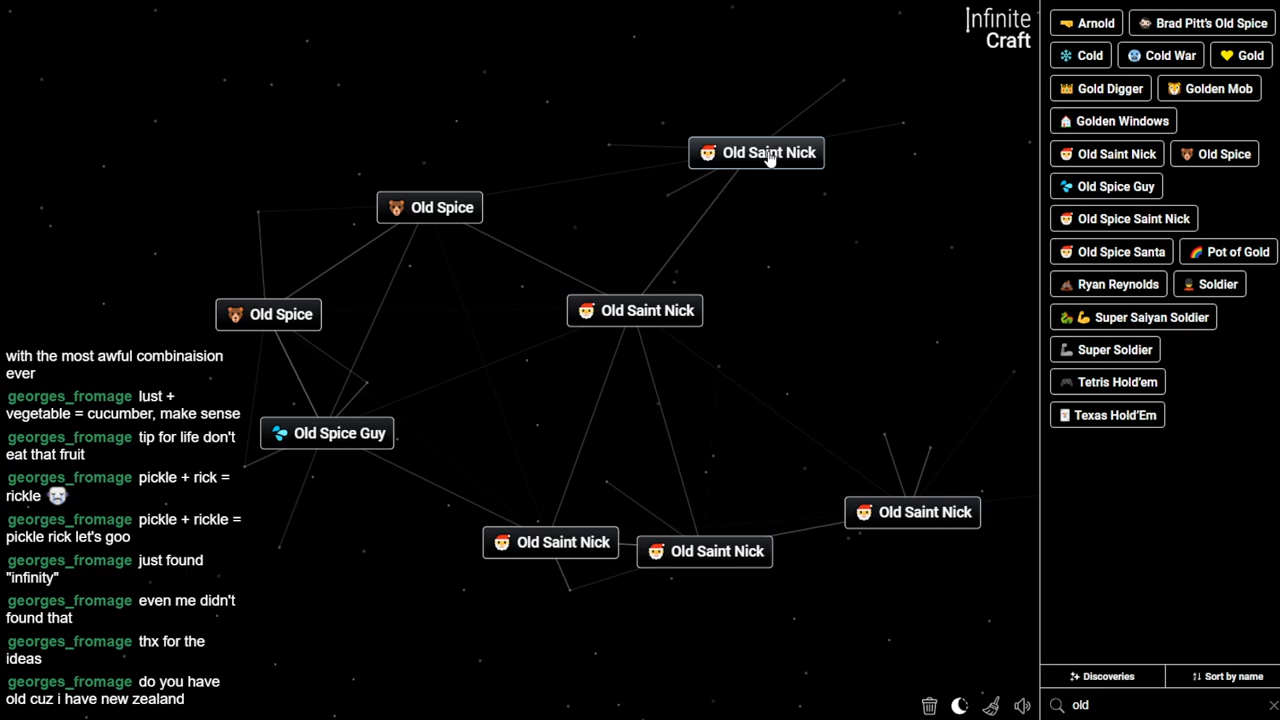 Infinite
Craft
Old Saint Nick
Old Spice
Old Spice
Old Saint Nick
Old Spice Guy
Old Saint Nick
Old Saint Nick
Old Saint Nick
with the most awful combinaision
ever
georges_fromage lust +
vegetable = cucumber, make sense
georges_fromage tip for life don't
eat that fruit
georges_fromage pickle + rick =
rickle
georges_fromage pickle + rickle =
pickle rick let's goo
georges_fromage just found
"infinity"
georges_fromage even me didn't
found that
georges_fromage thx for the
ideas
georges_fromage do you have
old cuz i have new zealand
Arnold Brad Pitt's Old Spice
Cold Cold War Gold
Gold Digger Golden Mob
Golden Windows
Old Saint Nick Old Spice
Old Spice Guy
Old Spice Saint Nick
Old Spice Santa Pot of Gold
Ryan Reynolds Soldier
Super Saiyan Soldier
Super Soldier
Tetris Hold'em
Texas Hold'Em
Discoveries Sort by name
old